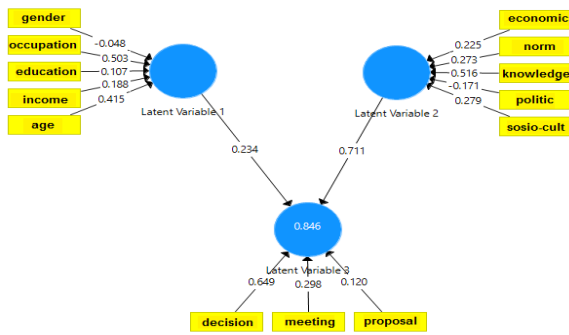 gender
occupation
education
income
age
-0.048
0.503
0.107
0.188
0.415
Latent Variable 1
economic
norm
knowledge
politic
sosio-cult
0.225
0.273
0.516
-0.171
0.279
Latent Variable 2
0.234
0.711
0.846
Latent Variable 3
0.649
0.298
0.120
decision
meeting
proposal